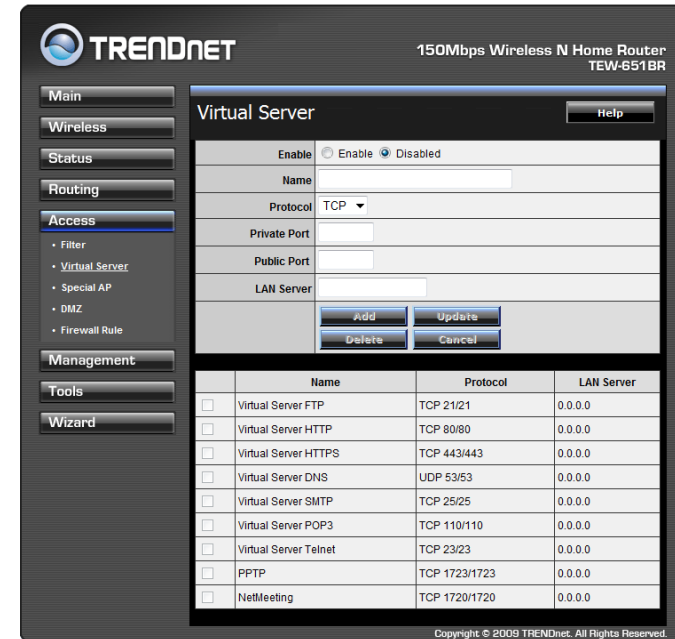 TRENDNET
150Mbps Wireless N Home Router
TEW-651BR
Main
Wireless
Status
Routing
Access
• Filter
• Virtual Server
• Special AP
• DMZ
• Firewall Rule
Management
Tools
Wizard
Virtual Server
Help
Enable Enable Disabled
Name
Protocol TCP
Private Port
Public Port
LAN Server
Add Update
Delete Cancel
Name Protocol LAN Server
Virtual Server FTP TCP 21/21 0.0.0.0
Virtual Server HTTP TCP 80/80 0.0.0.0
Virtual Server HTTPS TCP 443/443 0.0.0.0
Virtual Server DNS UDP 53/53 0.0.0.0
Virtual Server SMTP TCP 25/25 0.0.0.0
Virtual Server POP3 TCP 110/110 0.0.0.0
Virtual Server Telnet TCP 23/23 0.0.0.0
PPTP TCP 1723/1723 0.0.0.0
NetMeeting TCP 1720/1720 0.0.0.0
Copyright © 2009 TRENDnet. All Rights Reserved.